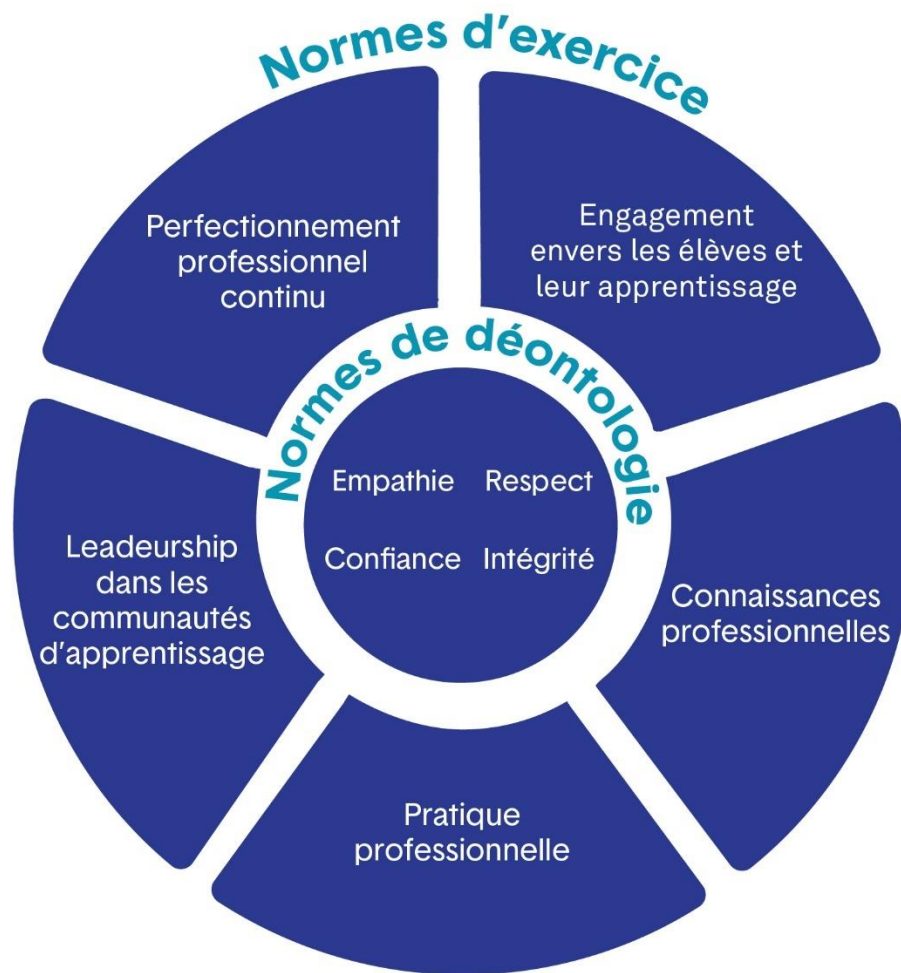 Normes d'exercice
Perfectionnement
professionnel
continu
Engagement
envers les élèves et
leur apprentissage
Normes de déontologie
Empathie Respect
Confiance Intégrité
Leadeurship
dans les
communautés
d'apprentissage
Connaissances
professionnelles
Pratique
professionnelle